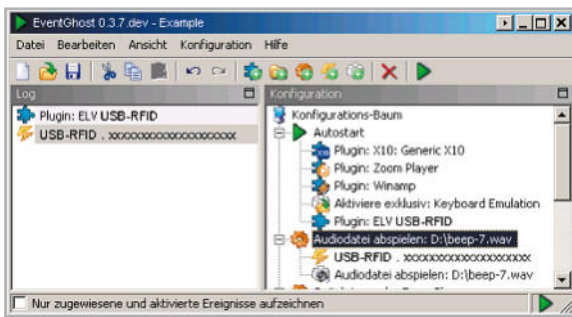 EventGhost 0.3.7.dev - Example
Datei Bearbeiten Ansicht Konfiguration Hilfe
Log
Plugin: ELV USB-RFID
USB-RFID . xxxxxxxxxxxxxxxxxxxx
Konfiguration
Konfigurations-Baum
Autostart
Plugin: X10: Generic X10
Plugin: Zoom Player
Plugin: Winamp
Aktiviere exklusiv: Keyboard Emulation
Plugin: ELV USB-RFID
Audiodatei abspielen: D:\beep-7.wav
USB-RFID . xxxxxxxxxxxxxxxxxxxx
Audiodatei abspielen: D:\beep-7.wav
Nur zugewiesene und aktivierte Ereignisse aufzeichnen